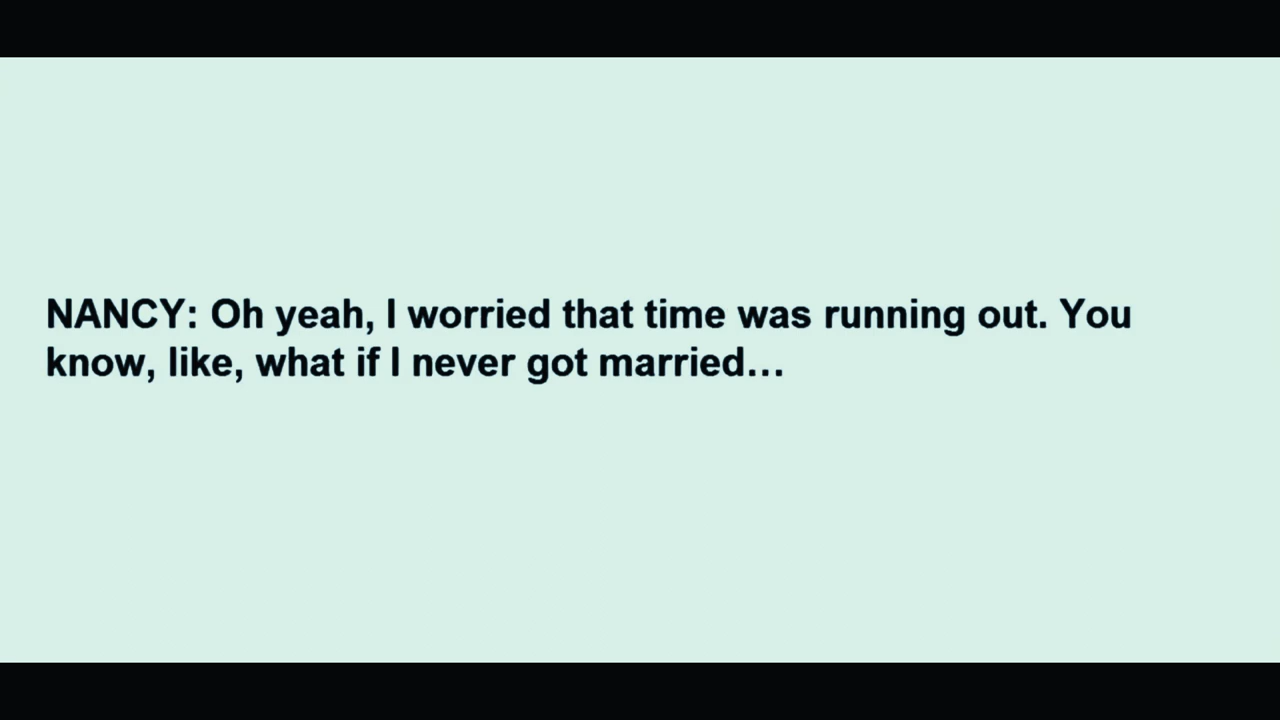 NANCY: Oh yeah, I worried that time was running out. You
know, like, what if I never got married…